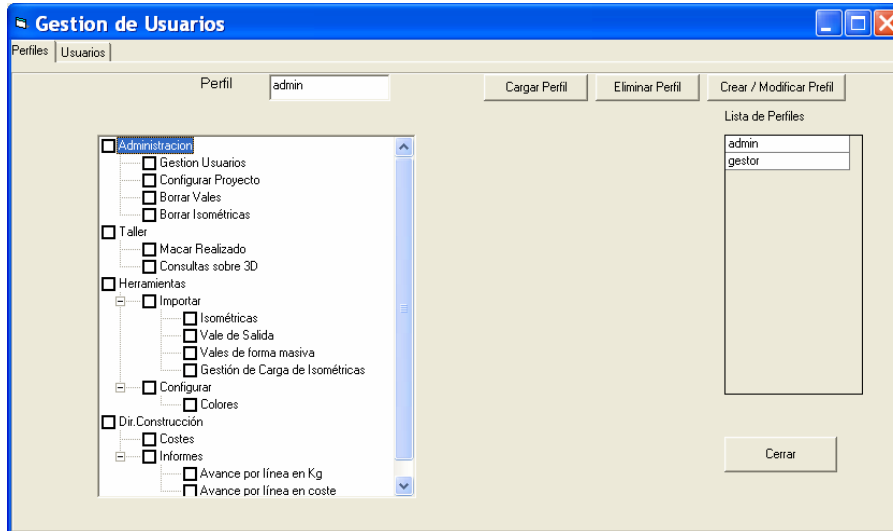 Gestion de Usuarios
Perfiles Usuarios
Perfil admin Cargar Perfil Eliminar Perfil Crear / Modificar Prefil
Lista de Perfiles
admin
gestor
Administracion
Gestion Usuarios
Configurar Proyecto
Borrar Vales
Borrar Isométricas
Taller
Macar Realizado
Consultas sobre 3D
Herramientas
Importar
Isométricas
Vale de Salida
Vales de forma masiva
Gestión de Carga de Isométricas
Configurar
Colores
Dir.Construcción
Costes
Informes
Avance por línea en Kg
Avance por línea en coste
Cerrar